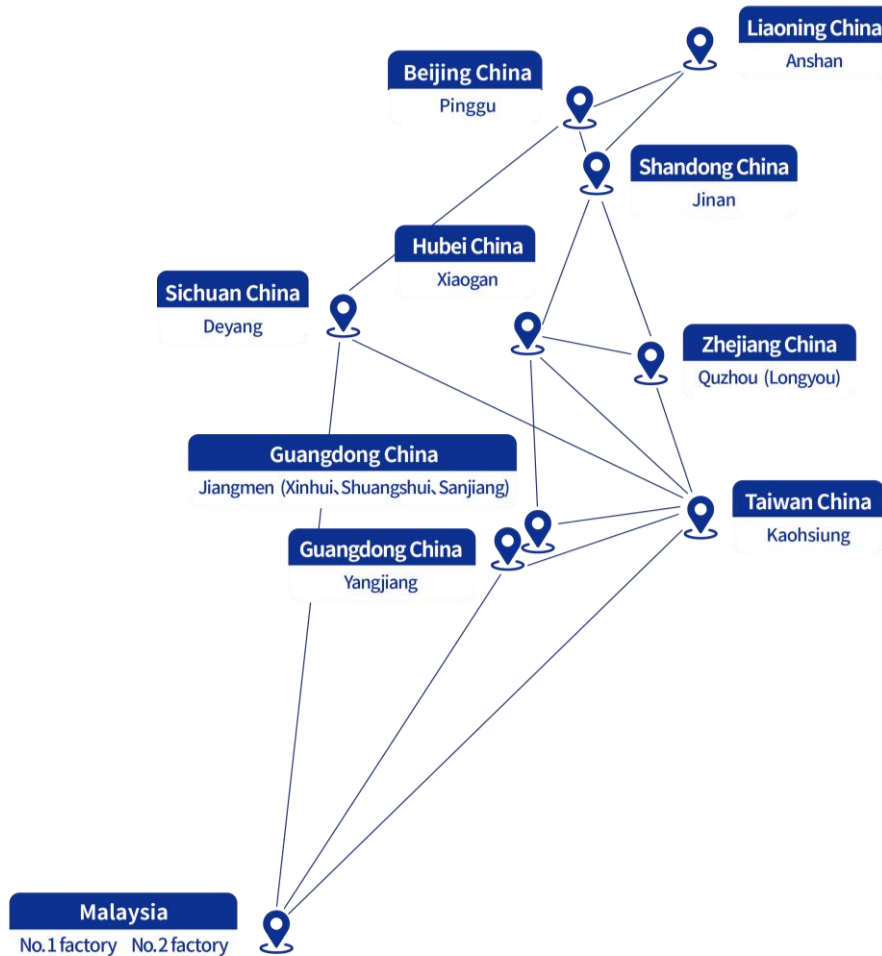 Liaoning China
Anshan
Beijing China
Pinggu
Shandong China
Jinan
Hubei China
Xiaogan
Sichuan China
Deyang
Zhejiang China
Quzhou (Longyou)
Guangdong China
Jiangmen (Xinhui、Shuangshui、Sanjiang)
Taiwan China
Kaohsiung
Guangdong China
Yangjiang
Malaysia
No.1 factory No.2 factory